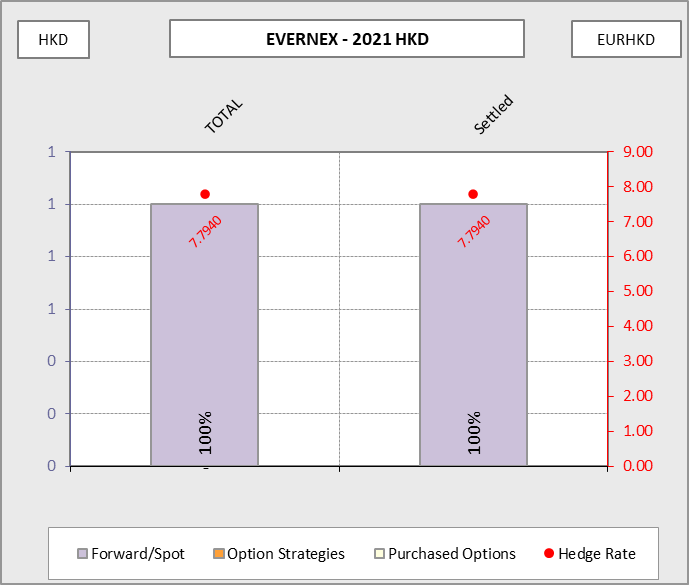 HKD
EVERNEX - 2021 HKD
EURHKD
TOTAL
Settled
1
1
1
1
0
0
0
9.00
8.00
7.00
6.00
5.00
4.00
3.00
2.00
1.00
0.00
7.7940
7.7940
100%
100%
-
Forward/Spot
Option Strategies
Purchased Options
Hedge Rate